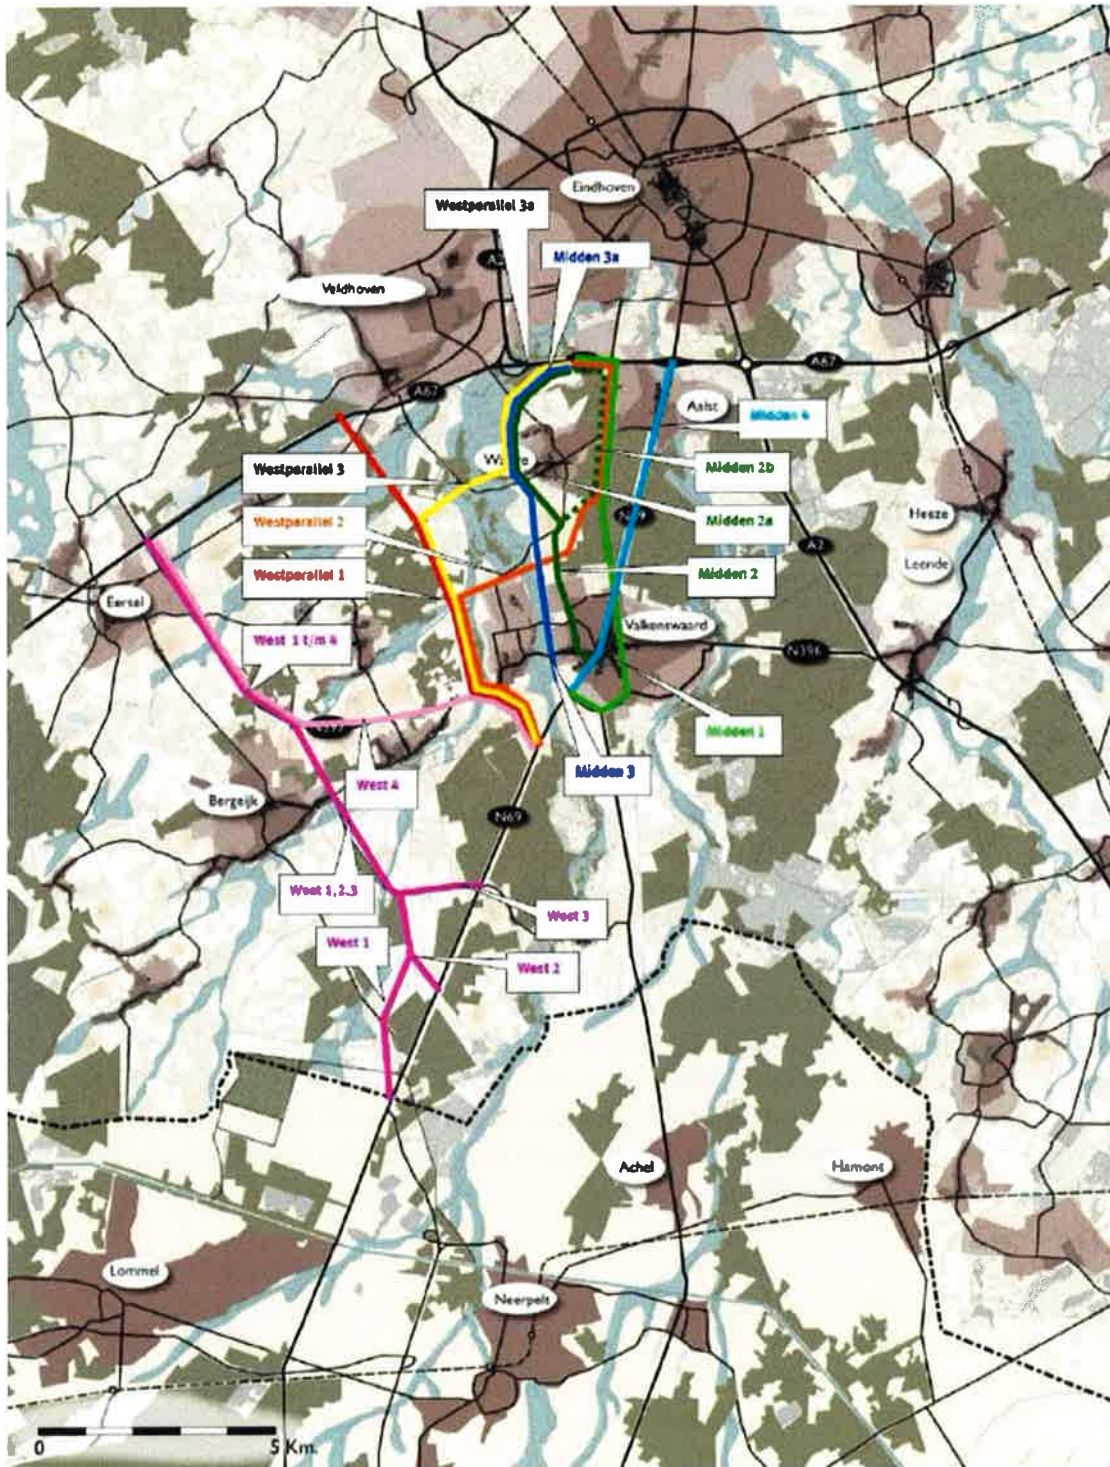 Eindhoven
Westparallel 3a
Midden 3a
Veldhoven
A67
A67
Aalst
Midden 4
Westparallel 3
Midden 2b
Westparallel 2
Midden 2a
Heeze
A2
Leende
Westparallel 1
Midden 2
Eersel
Valkenswaard
West 1 t/m 4
N396
Midden 1
Midden 3
West 4
Bergeijk
N69
West 1,2,3
West 3
West 1
West 2
Achel
Hamont
Lommel
Neerpelt
0
5 Km.